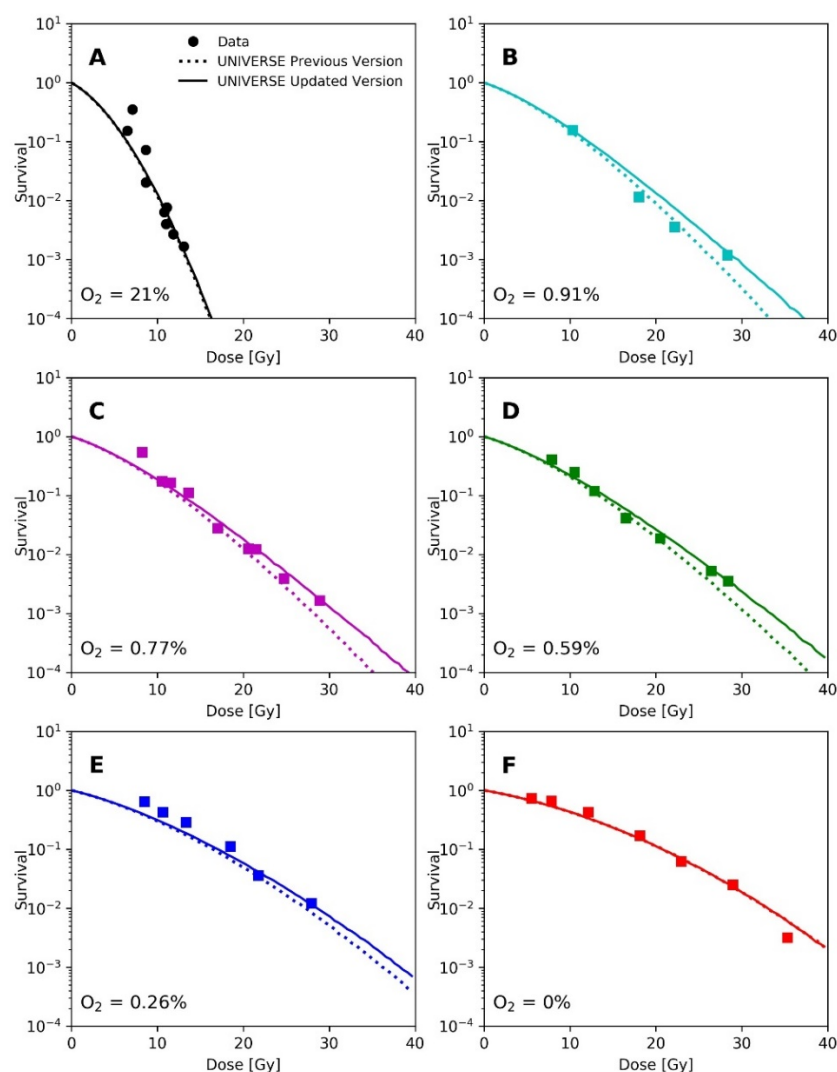 A
Data
UNIVERSE Previous Version
UNIVERSE Updated Version
10¹
10⁰
10⁻¹
10⁻²
10⁻³
10⁻⁴
Survival
O₂ = 21%
0 10 20 30 40
Dose [Gy]
B
10¹
10⁰
10⁻¹
10⁻²
10⁻³
10⁻⁴
Survival
O₂ = 0.91%
0 10 20 30 40
Dose [Gy]
C
10¹
10⁰
10⁻¹
10⁻²
10⁻³
10⁻⁴
Survival
O₂ = 0.77%
0 10 20 30 40
Dose [Gy]
D
10¹
10⁰
10⁻¹
10⁻²
10⁻³
10⁻⁴
Survival
O₂ = 0.59%
0 10 20 30 40
Dose [Gy]
E
10¹
10⁰
10⁻¹
10⁻²
10⁻³
10⁻⁴
Survival
O₂ = 0.26%
0 10 20 30 40
Dose [Gy]
F
10¹
10⁰
10⁻¹
10⁻²
10⁻³
10⁻⁴
Survival
O₂ = 0%
0 10 20 30 40
Dose [Gy]